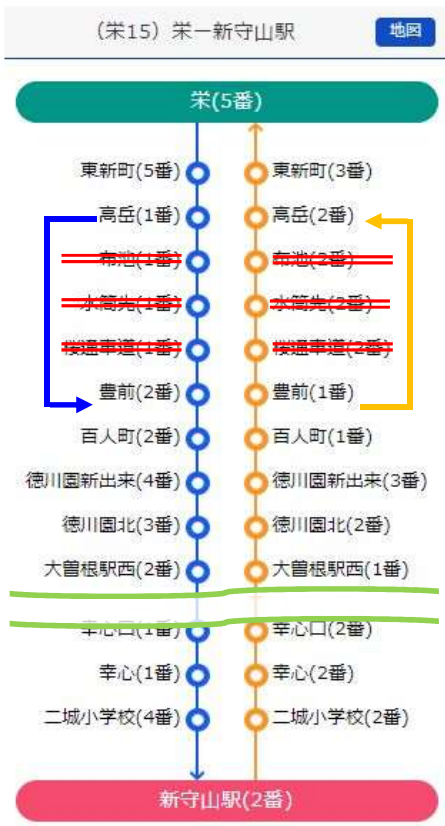 （栄15）栄ー新守山駅
地図
栄(5番)
東新町(5番) 東新町(3番)
高岳(1番) 高岳(2番)
布池(1番) 布池(2番)
水筒先(1番) 水筒先(2番)
桜通車道(1番) 桜通車道(2番)
豊前(2番) 豊前(1番)
百人町(2番) 百人町(1番)
徳川園新出来(4番) 徳川園新出来(3番)
徳川園北(3番) 徳川園北(2番)
大曽根駅西(2番) 大曽根駅西(1番)
幸心口(1番) 幸心口(2番)
幸心(1番) 幸心(2番)
二城小学校(4番) 二城小学校(2番)
新守山駅(2番)